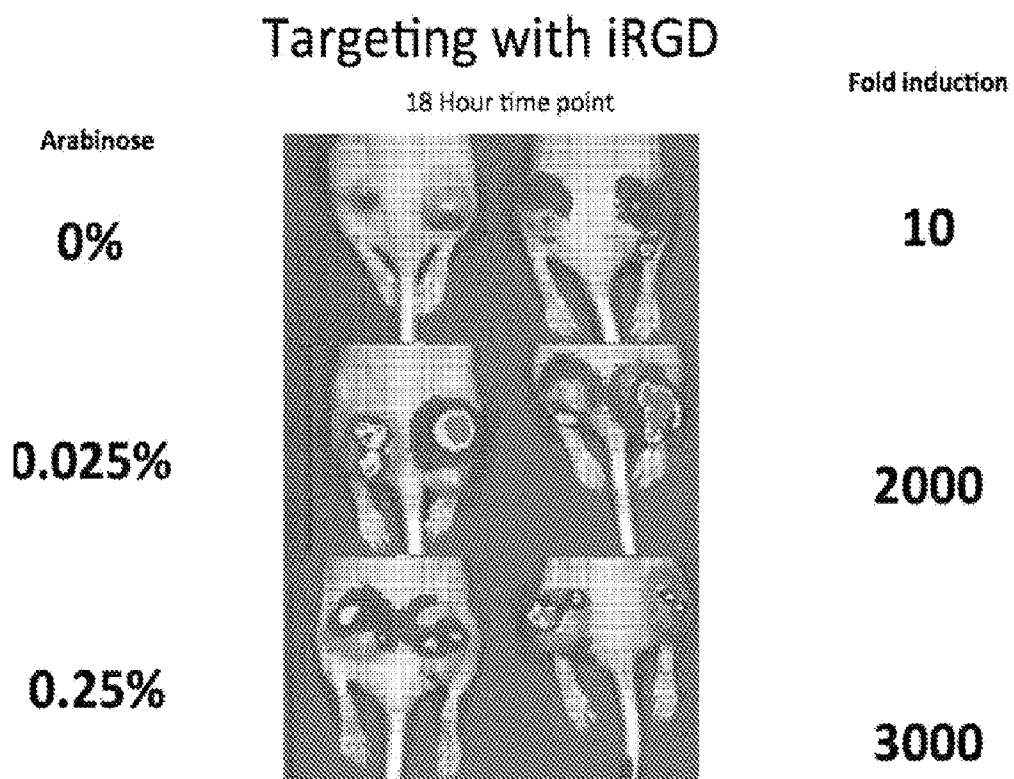 Targeting with iRGD
Fold induction
18 Hour time point
Arabinose
0%
10
0.025%
2000
0.25%
3000